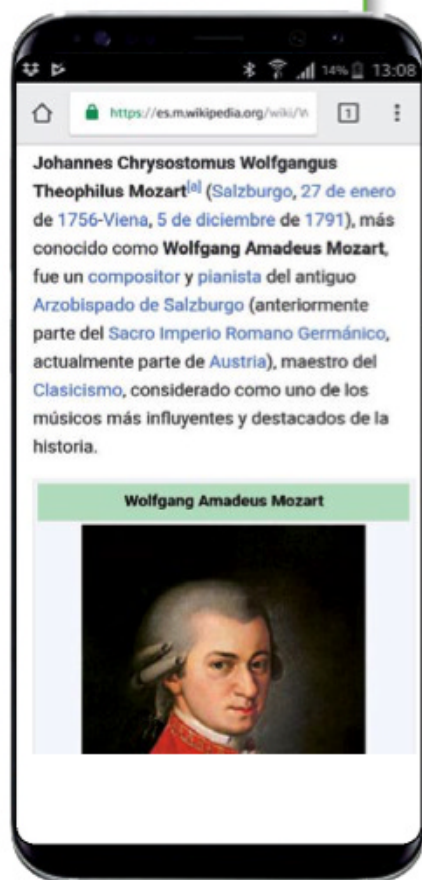 14% 13:08
https://es.m.wikipedia.org/wiki/W
1
Johannes Chrysostomus Wolfgangus
Theophilus Mozart[a] (Salzburgo, 27 de enero
de 1756-Viena, 5 de diciembre de 1791), más
conocido como Wolfgang Amadeus Mozart,
fue un compositor y pianista del antiguo
Arzobispado de Salzburgo (anteriormente
parte del Sacro Imperio Romano Germánico,
actualmente parte de Austria), maestro del
Clasicismo, considerado como uno de los
músicos más influyentes y destacados de la
historia.
Wolfgang Amadeus Mozart